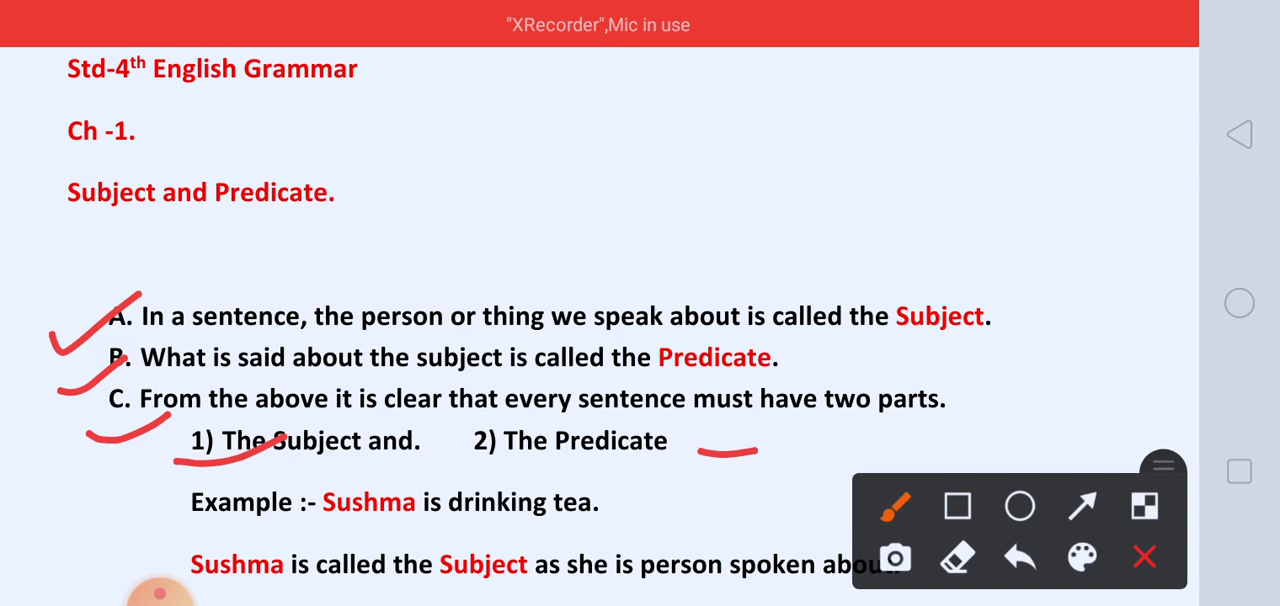 "XRecorder",Mic in use
Std-4th English Grammar
Ch -1.
Subject and Predicate.
A. In a sentence, the person or thing we speak about is called the Subject.
B. What is said about the subject is called the Predicate.
C. From the above it is clear that every sentence must have two parts.
1) The Subject and. 2) The Predicate
Example :- Sushma is drinking tea.
Sushma is called the Subject as she is person spoken about.